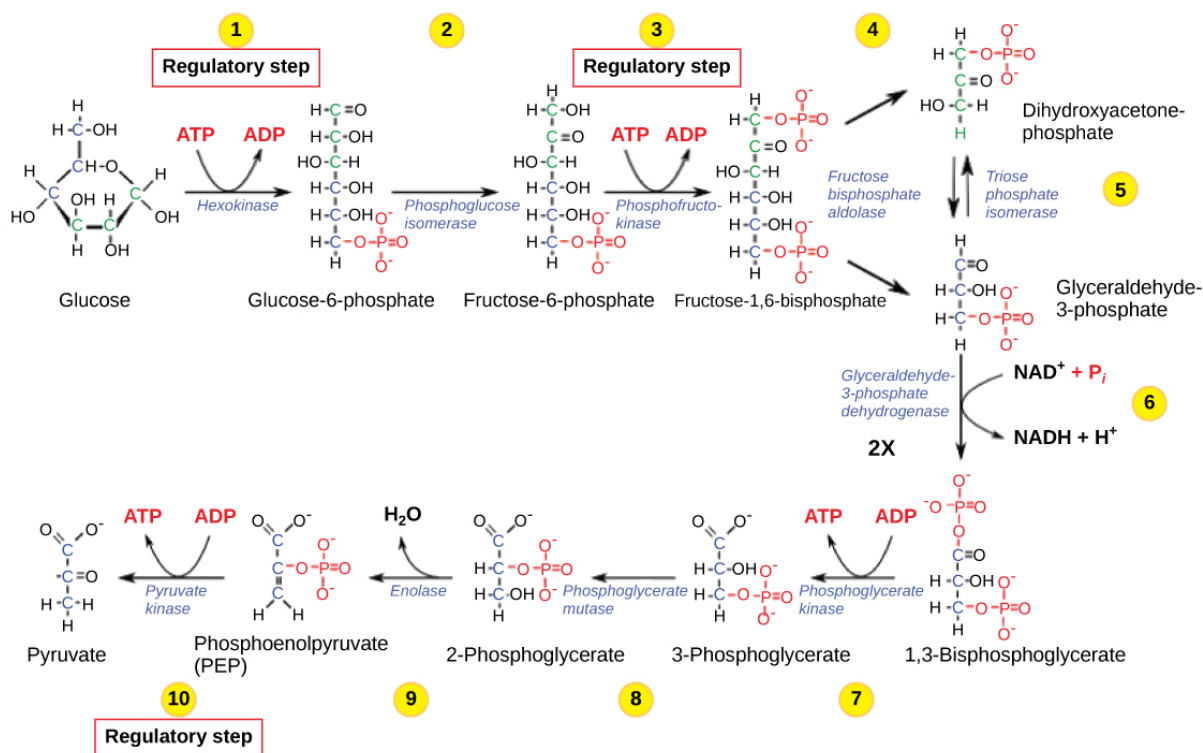 1
2
3
4
Regulatory step
Regulatory step
ATP
ADP
Hexokinase
Glucose
Glucose-6-phosphate
Phosphoglucose
isomerase
Fructose-6-phosphate
ATP
ADP
Phosphofructo-
kinase
Fructose-1,6-bisphosphate
Fructose
bisphosphate
aldolase
Dihydroxyacetone-
phosphate
Triose
phosphate
isomerase
5
Glyceraldehyde-
3-phosphate
Glyceraldehyde-
3-phosphate
dehydrogenase
NAD⁺ + Pᵢ
6
NADH + H⁺
2X
ATP
ADP
H₂O
ATP
ADP
Pyruvate
kinase
Enolase
Phosphoglycerate
mutase
Phosphoglycerate
kinase
Pyruvate
Phosphoenolpyruvate
(PEP)
2-Phosphoglycerate
3-Phosphoglycerate
1,3-Bisphosphoglycerate
10
9
8
7
Regulatory step